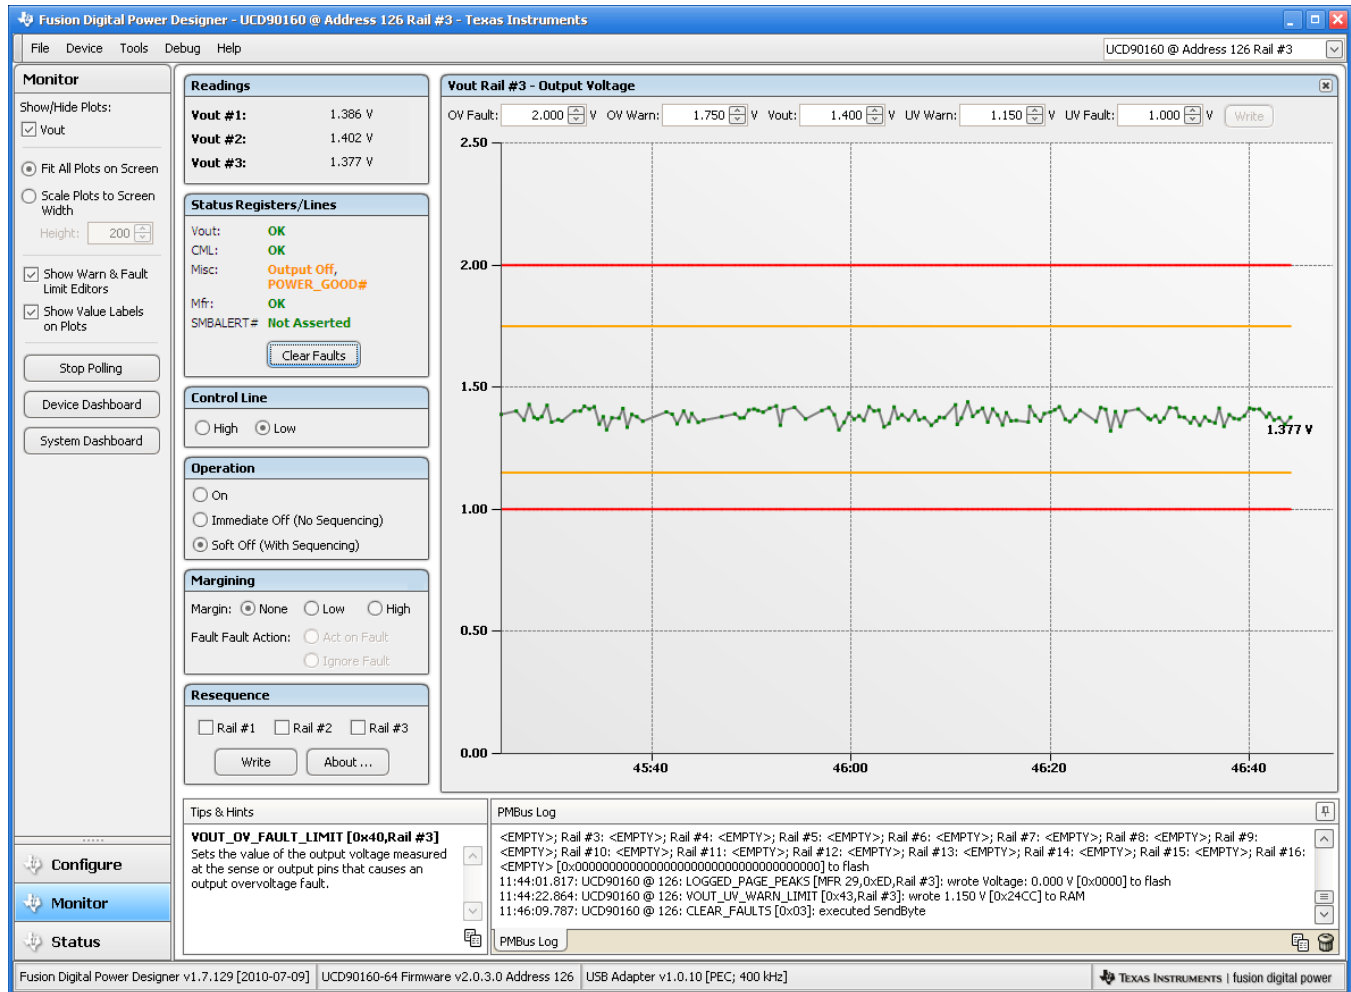 Fusion Digital Power Designer - UCD90160 @ Address 126 Rail #3 - Texas Instruments
File Device Tools Debug Help
UCD90160 @ Address 126 Rail #3
Monitor
Show/Hide Plots:
Vout
Fit All Plots on Screen
Scale Plots to Screen
Width
Height: 200
Show Warn & Fault
Limit Editors
Show Value Labels
on Plots
Stop Polling
Device Dashboard
System Dashboard
Configure
Monitor
Status
Readings
Vout #1: 1.386 V
Vout #2: 1.402 V
Vout #3: 1.377 V
Status Registers/Lines
Vout: OK
CML: OK
Misc: Output Off,
POWER_GOOD#
Mfr: OK
SMBALERT# Not Asserted
Clear Faults
Control Line
High Low
Operation
On
Immediate Off (No Sequencing)
Soft Off (With Sequencing)
Margining
Margin: None Low High
Fault Fault Action: Act on Fault
Ignore Fault
Resequence
Rail #1 Rail #2 Rail #3
Write About ...
Vout Rail #3 - Output Voltage
OV Fault: 2.000 V OV Warn: 1.750 V Vout: 1.400 V UV Warn: 1.150 V UV Fault: 1.000 V Write
2.50
2.00
1.50
1.377 V
1.00
0.50
0.00
45:40 46:00 46:20 46:40
Tips & Hints
VOUT_OV_FAULT_LIMIT [0x40,Rail #3]
Sets the value of the output voltage measured
at the sense or output pins that causes an
output overvoltage fault.
PMBus Log
<EMPTY>; Rail #3: <EMPTY>; Rail #4: <EMPTY>; Rail #5: <EMPTY>; Rail #6: <EMPTY>; Rail #7: <EMPTY>; Rail #8: <EMPTY>; Rail #9:
<EMPTY>; Rail #10: <EMPTY>; Rail #11: <EMPTY>; Rail #12: <EMPTY>; Rail #13: <EMPTY>; Rail #14: <EMPTY>; Rail #15: <EMPTY>; Rail #16:
<EMPTY> to flash
11:44:01.817: UCD90160 @ 126: LOGGED_PAGE_PEAKS [MFR 29,0xED,Rail #3]: wrote Voltage: 0.000 V [0x0000] to flash
11:44:22.864: UCD90160 @ 126: VOUT_UV_WARN_LIMIT [0x43,Rail #3]: wrote 1.150 V [0x24CC] to RAM
11:46:09.787: UCD90160 @ 126: CLEAR_FAULTS [0x03]: executed SendByte
PMBus Log
Fusion Digital Power Designer v1.7.129 [2010-07-09] UCD90160-64 Firmware v2.0.3.0 Address 126 USB Adapter v1.0.10 [PEC; 400 kHz] TEXAS INSTRUMENTS | fusion digital power